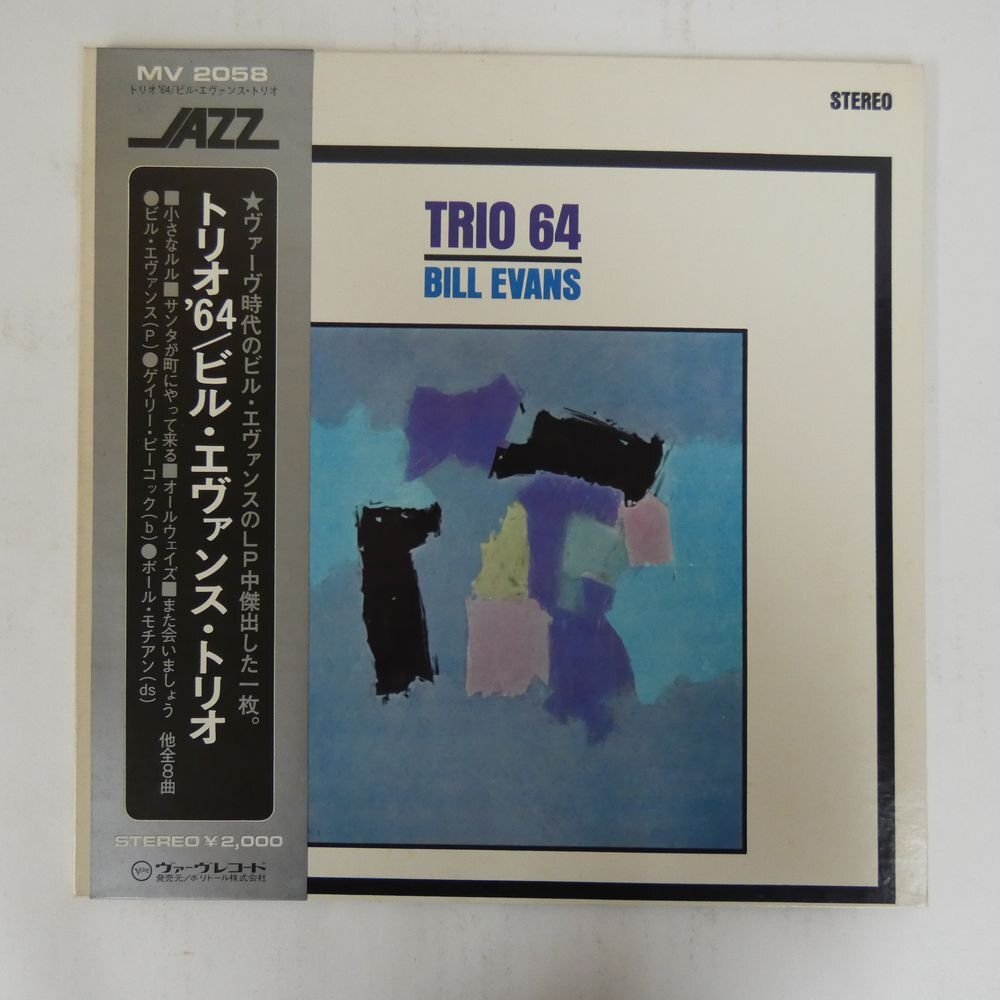 MV 2058
トリオ'64/ビル・エヴァンス・トリオ
JAZZ
★ヴァーヴ時代のビル・エヴァンスのLP中傑出した一枚。
トリオ'64/ビル・エヴァンス・トリオ
■小さなルル■サンタが町にやって来る■オールウェイズ■また会いましょう 他全8曲
●ビル・エヴァンス(P)●ゲイリー・ピーコック(b)●ポール・モチアン(ds)
STEREO ¥2,000
Verve ヴァーヴレコード
発売元/ポリドール株式会社
STEREO
TRIO 64
BILL EVANS